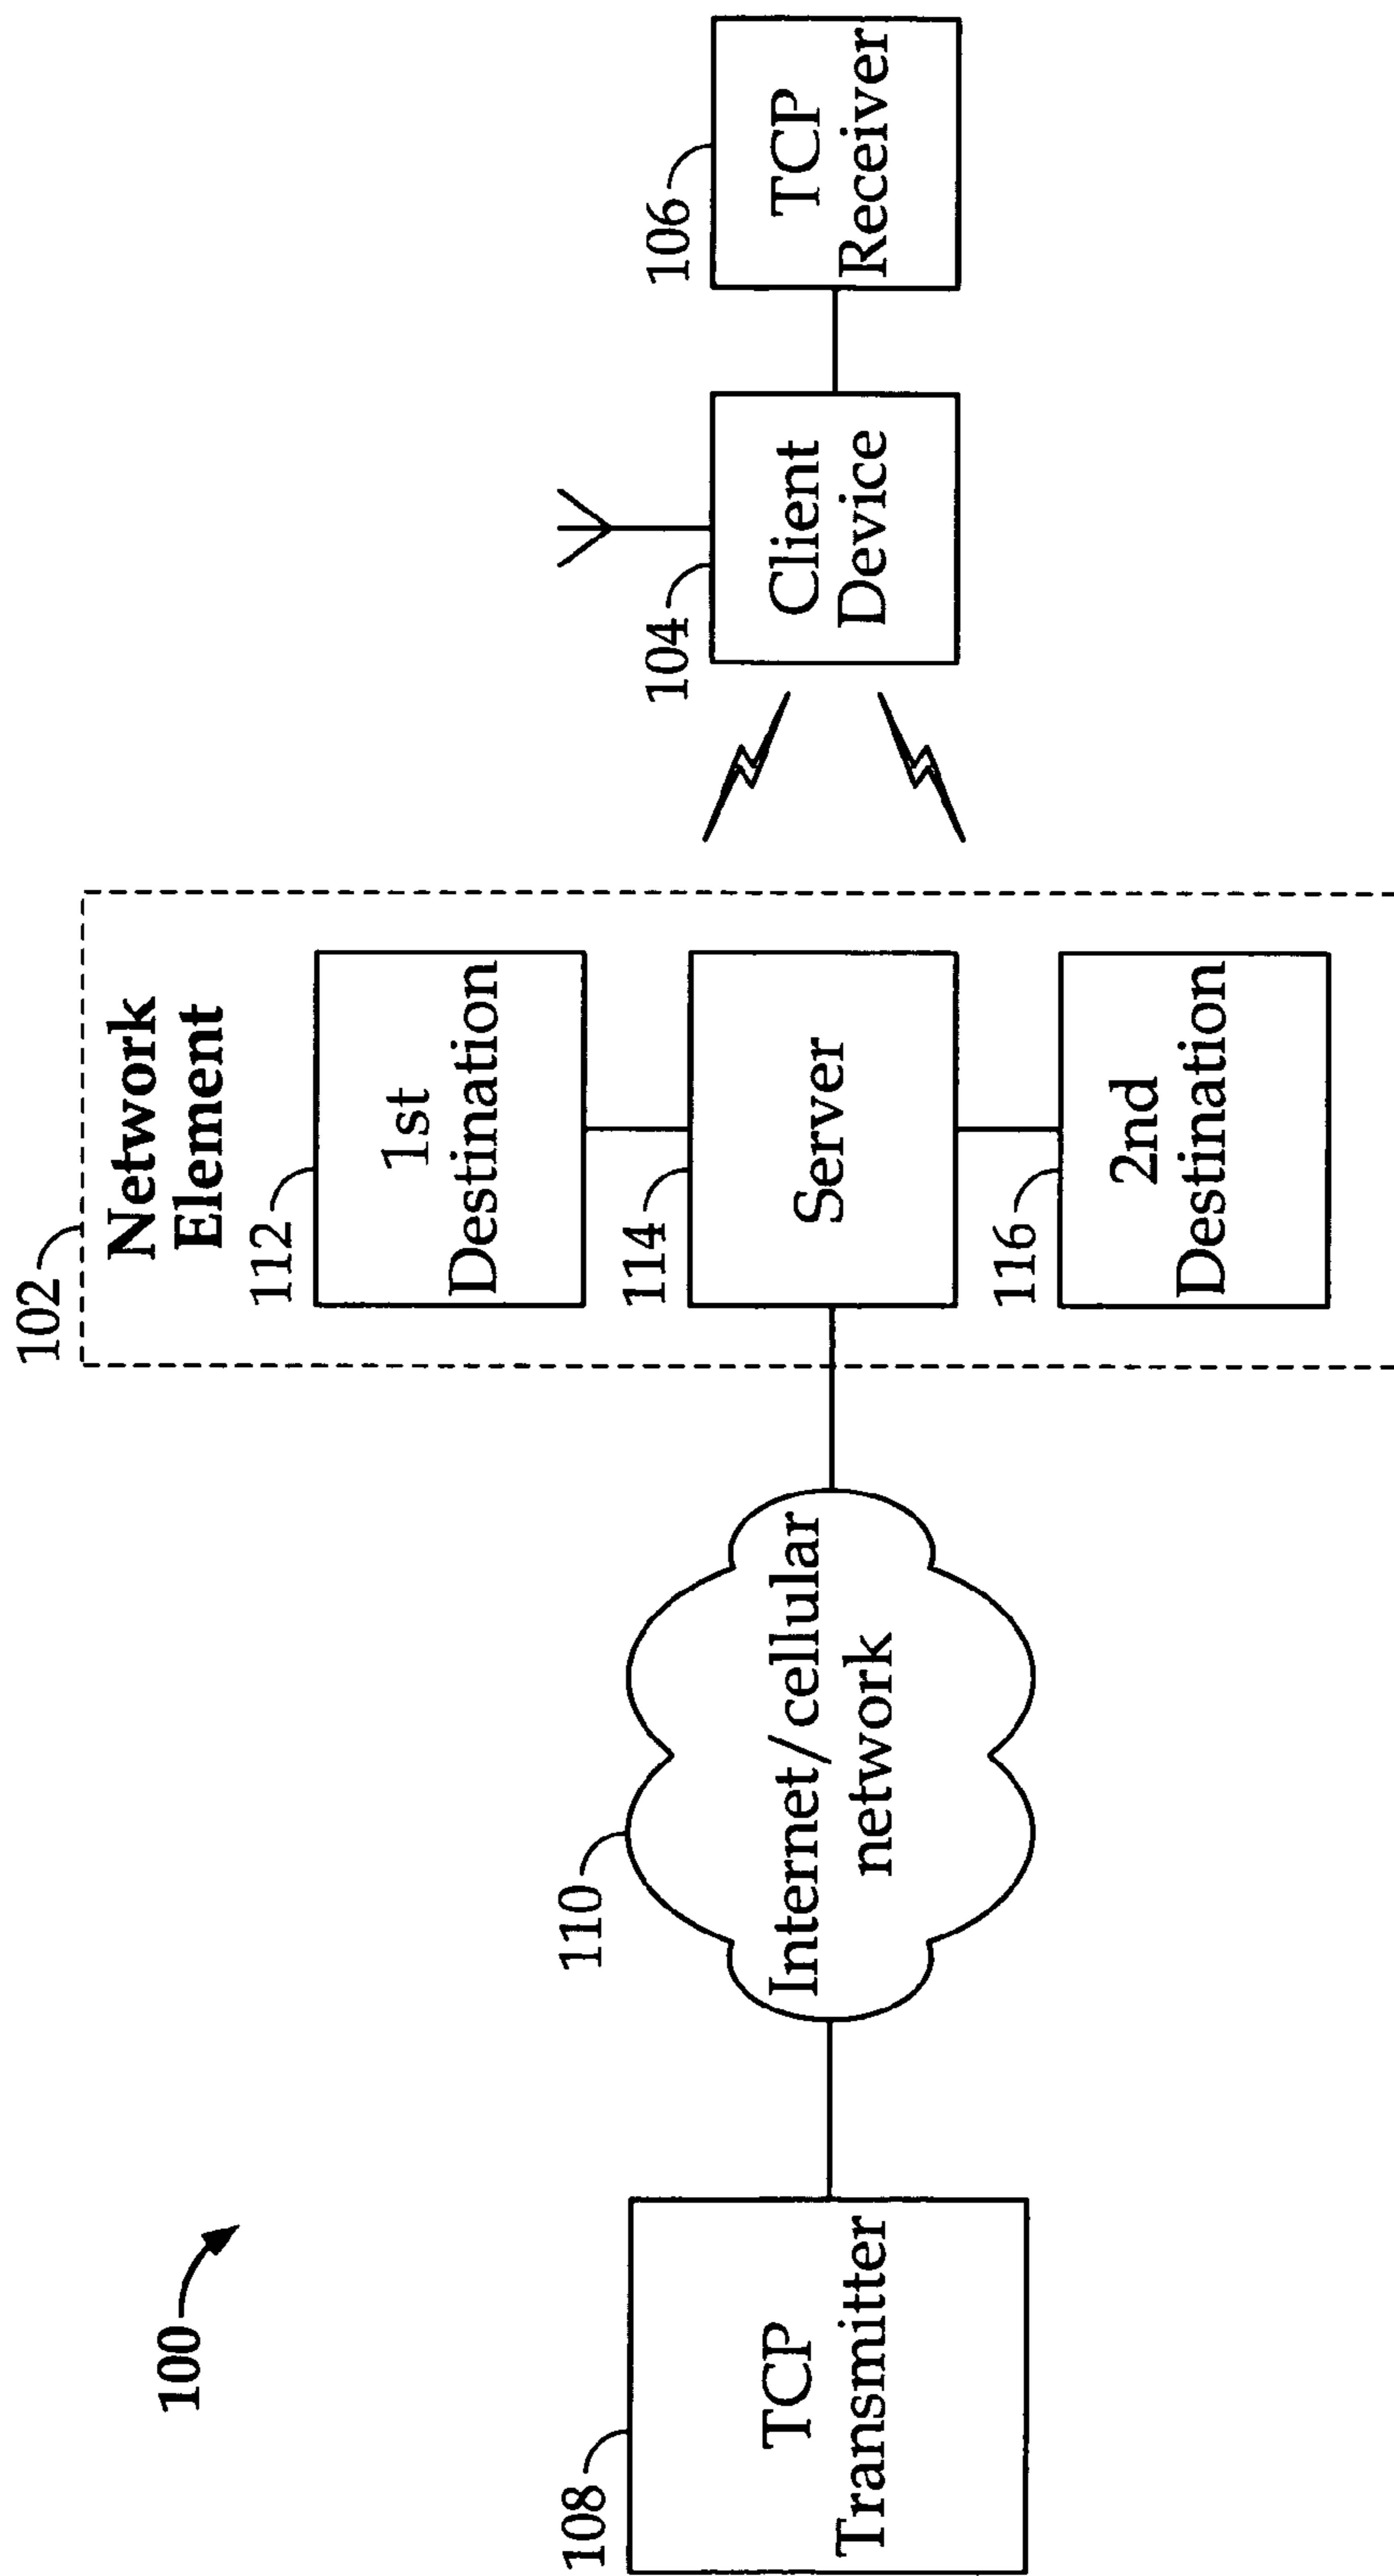 100
108
TCP
Transmitter
110
Internet/cellular
network
102
Network
Element
112
1st
Destination
114
Server
116
2nd
Destination
104
Client
Device
106
TCP
Receiver